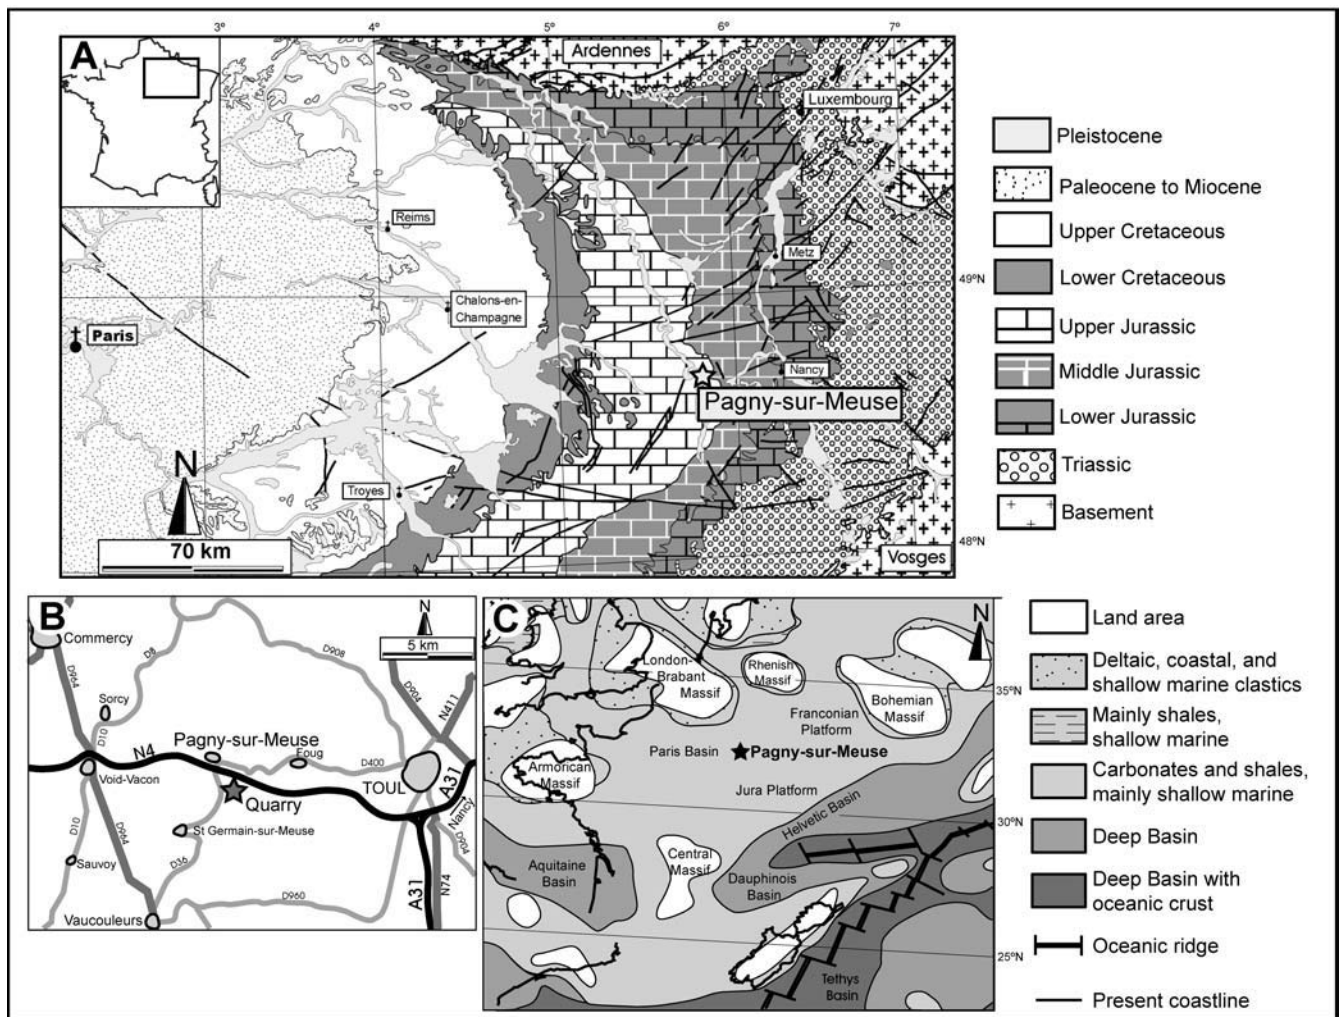 3°
4°
5°
6°
7°
A
Ardennes
Luxembourg
Reims
Metz
49°N
Chalons-en-
Champagne
Paris
Nancy
Pagny-sur-Meuse
N
Troyes
70 km
48°N
Vosges
Pleistocene
Paleocene to Miocene
Upper Cretaceous
Lower Cretaceous
Upper Jurassic
Middle Jurassic
Lower Jurassic
Triassic
Basement
B
N
5 km
Commercy
D8
D908
D964
D904
N411
Sorcy
D10
N4
Pagny-sur-Meuse
Foug
D400
Void-Vacon
TOUL
A31
Quarry
Nancy
D10
D964
St Germain-sur-Meuse
D904
Sauvoy
D36
D960
A31
N74
Vaucouleurs
C
N
London-
Brabant
Massif
Rhenish
Massif
Bohemian
Massif
35°N
Franconian
Platform
Paris Basin
Pagny-sur-Meuse
Armorican
Massif
Jura Platform
Helvetic Basin
30°N
Aquitaine
Basin
Central
Massif
Dauphinois
Basin
25°N
Tethys
Basin
Land area
Deltaic, coastal, and
shallow marine clastics
Mainly shales,
shallow marine
Carbonates and shales,
mainly shallow marine
Deep Basin
Deep Basin with
oceanic crust
Oceanic ridge
Present coastline